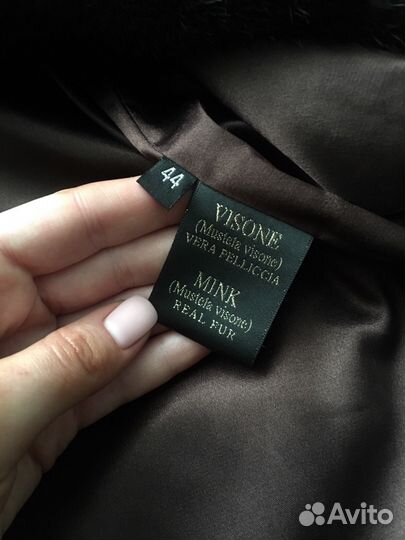 44
VISONE
(Mustela visone)
VERA PELLICCIA
MINK
(Mustela visone)
REAL FUR
Avito